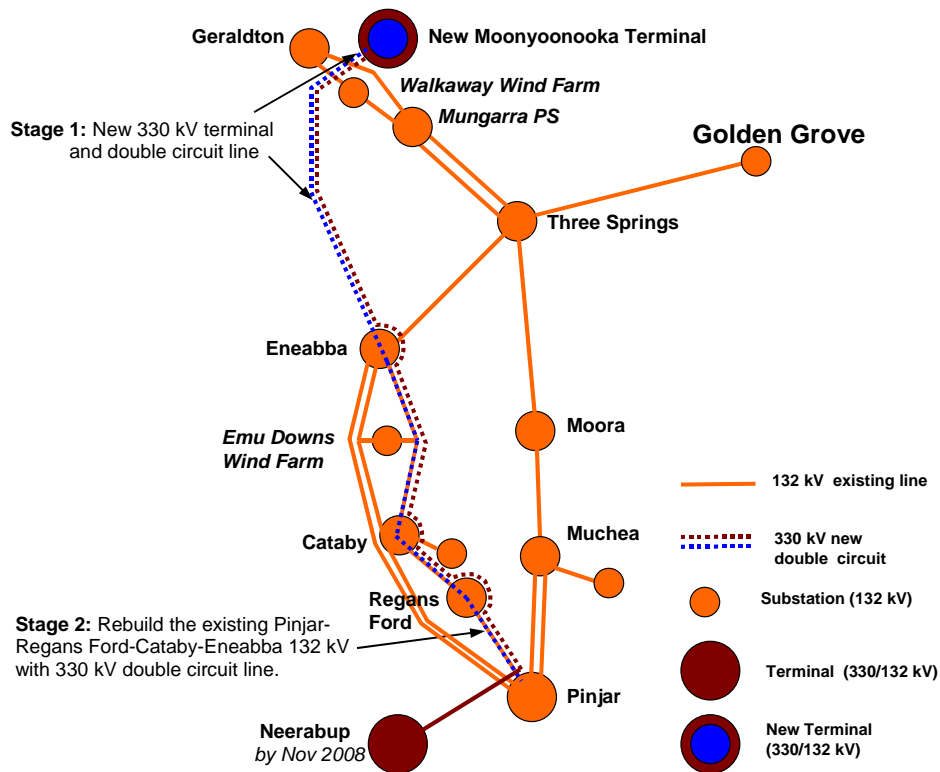 Geraldton
New Moonyoonooka Terminal
Walkaway Wind Farm
Mungarra PS
Stage 1: New 330 kV terminal
and double circuit line
Golden Grove
Three Springs
Eneabba
Emu Downs
Wind Farm
Moora
132 kV existing line
Cataby
Muchea
330 kV new
double circuit
Regans
Ford
Substation (132 kV)
Stage 2: Rebuild the existing Pinjar-
Regans Ford-Cataby-Eneabba 132 kV
with 330 kV double circuit line.
Terminal (330/132 kV)
Pinjar
Neerabup
by Nov 2008
New Terminal
(330/132 kV)